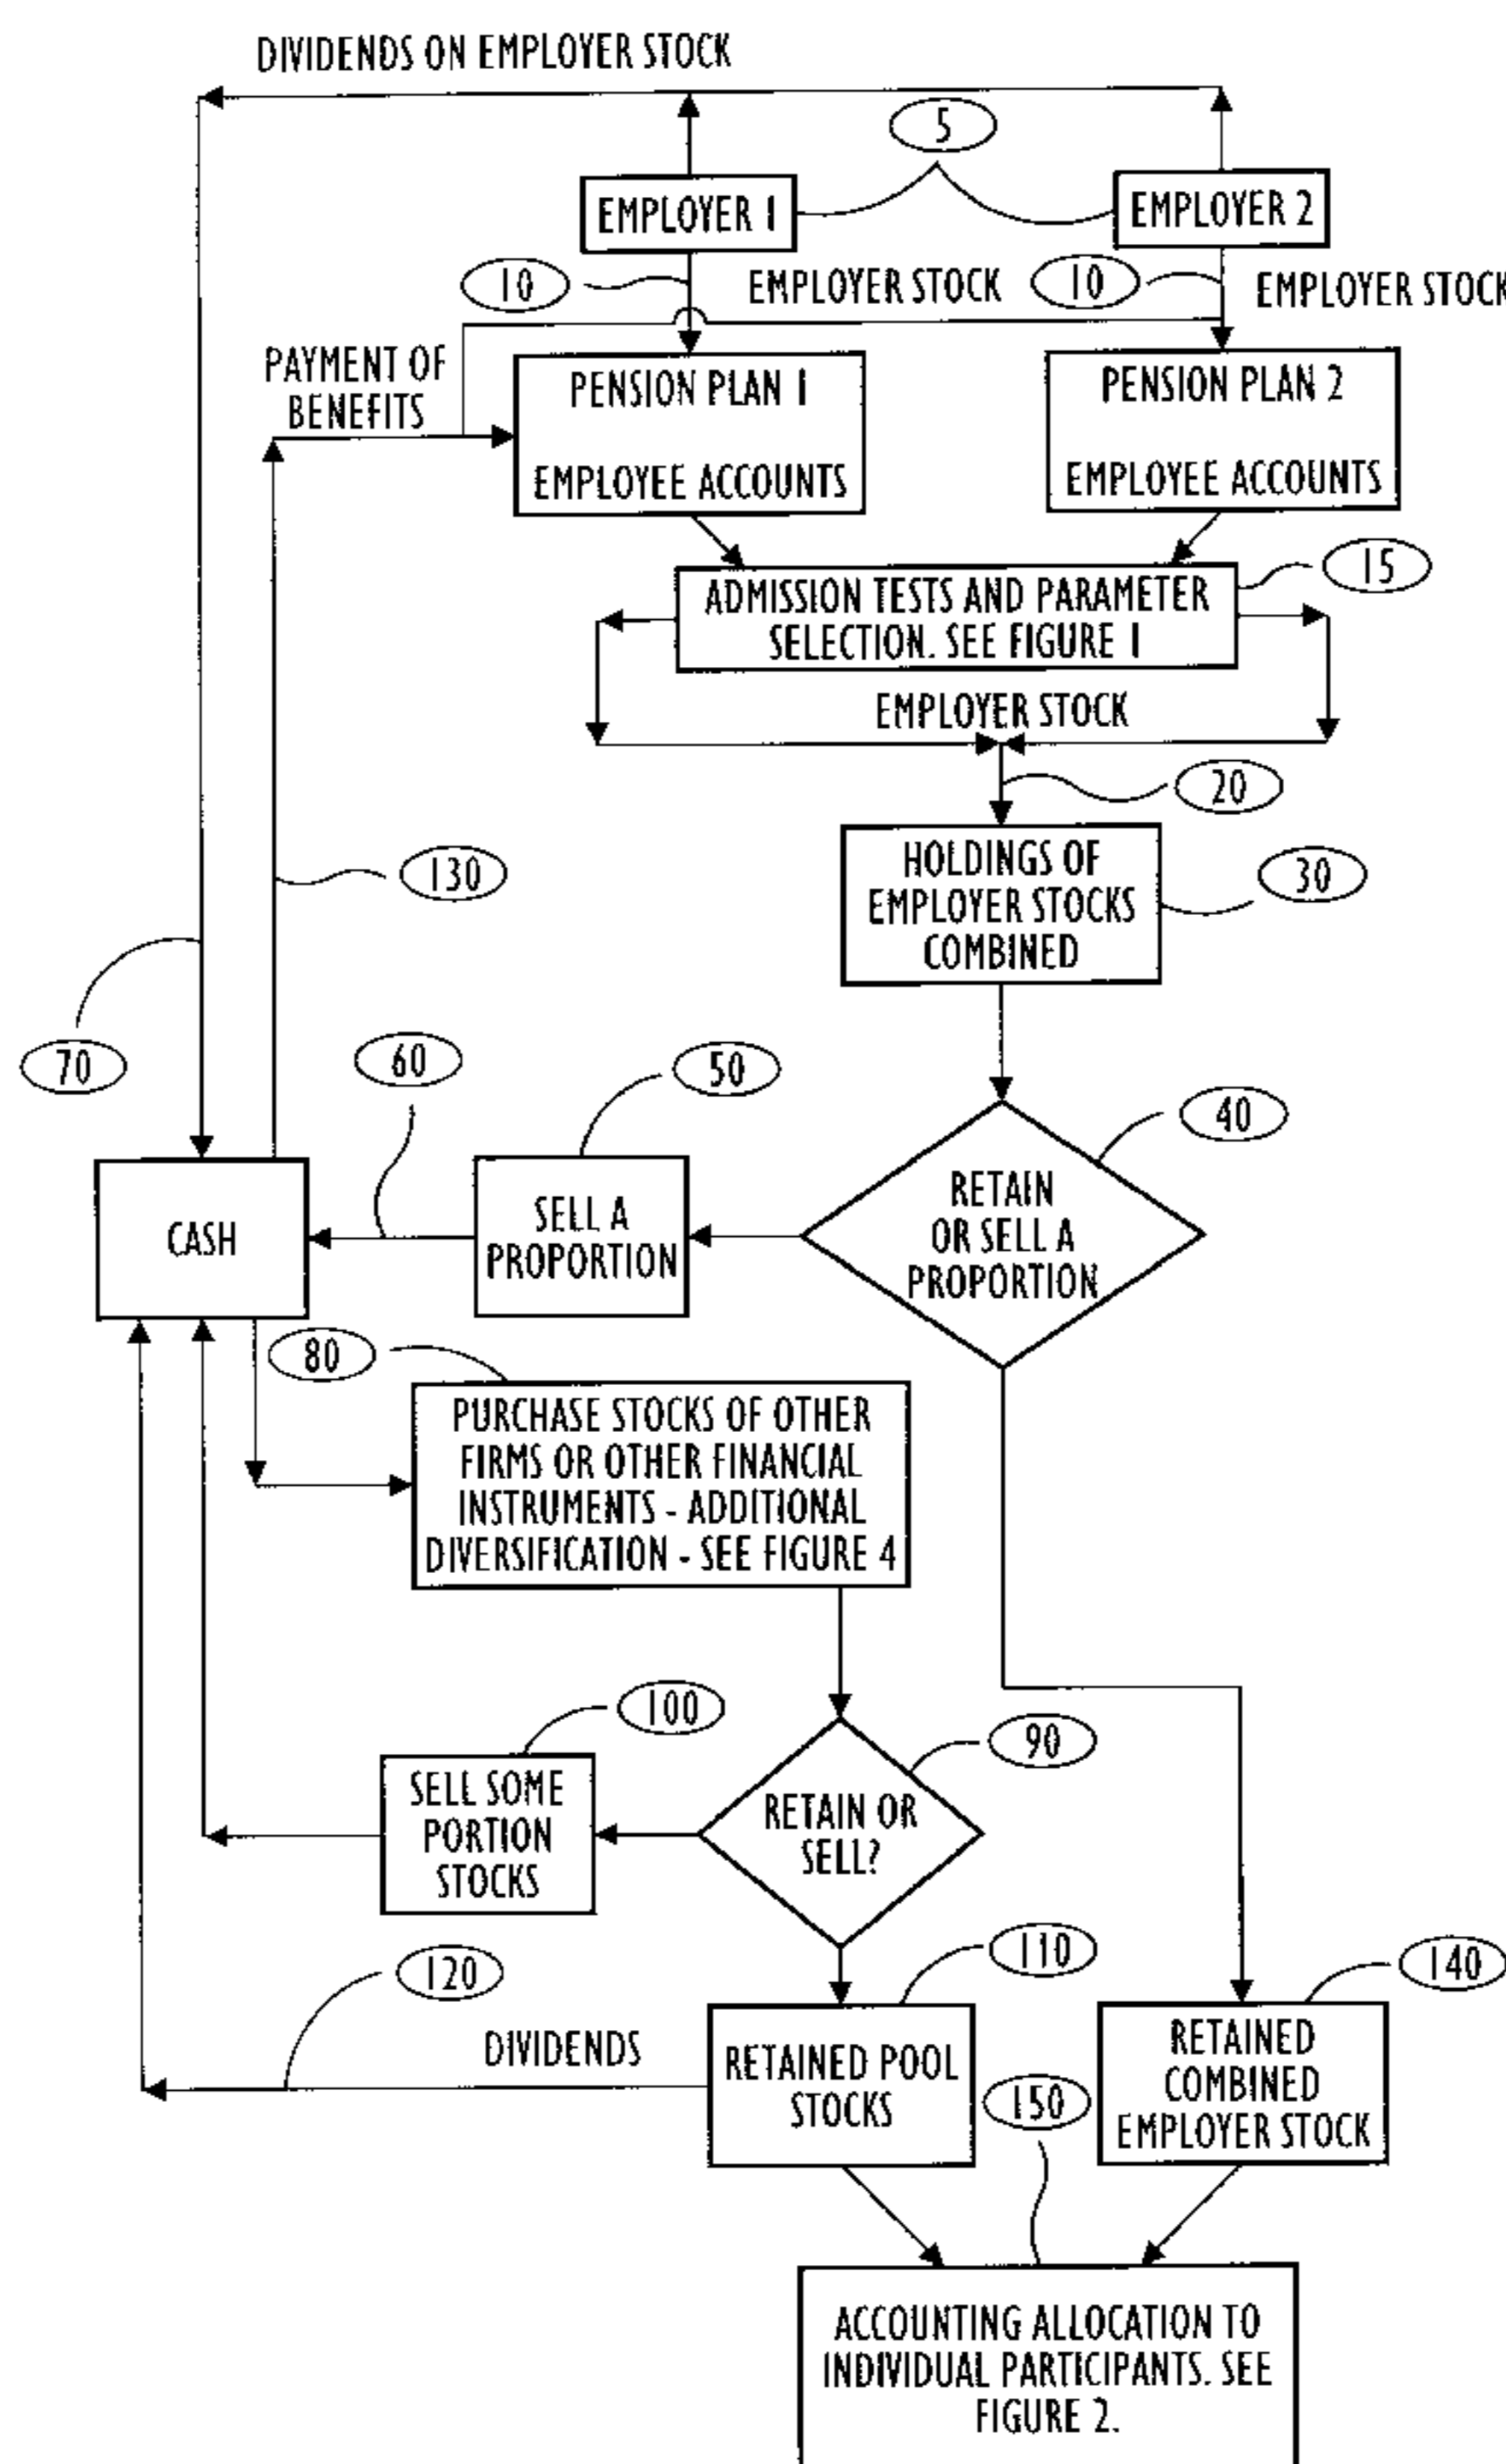 DIVIDENDS ON EMPLOYER STOCK
5
EMPLOYER 1
EMPLOYER 2
10
EMPLOYER STOCK
10
EMPLOYER STOCK
PAYMENT OF
BENEFITS
PENSION PLAN 1
EMPLOYEE ACCOUNTS
PENSION PLAN 2
EMPLOYEE ACCOUNTS
15
ADMISSION TESTS AND PARAMETER
SELECTION. SEE FIGURE 1
EMPLOYER STOCK
20
130
HOLDINGS OF
EMPLOYER STOCKS
COMBINED
30
70
60
50
40
CASH
SELL A
PROPORTION
RETAIN
OR SELL A
PROPORTION
80
PURCHASE STOCKS OF OTHER
FIRMS OR OTHER FINANCIAL
INSTRUMENTS - ADDITIONAL
DIVERSIFICATION - SEE FIGURE 4
100
90
SELL SOME
PORTION
STOCKS
RETAIN OR
SELL?
120
110
140
DIVIDENDS
RETAINED POOL
STOCKS
150
RETAINED
COMBINED
EMPLOYER STOCK
ACCOUNTING ALLOCATION TO
INDIVIDUAL PARTICIPANTS. SEE
FIGURE 2.